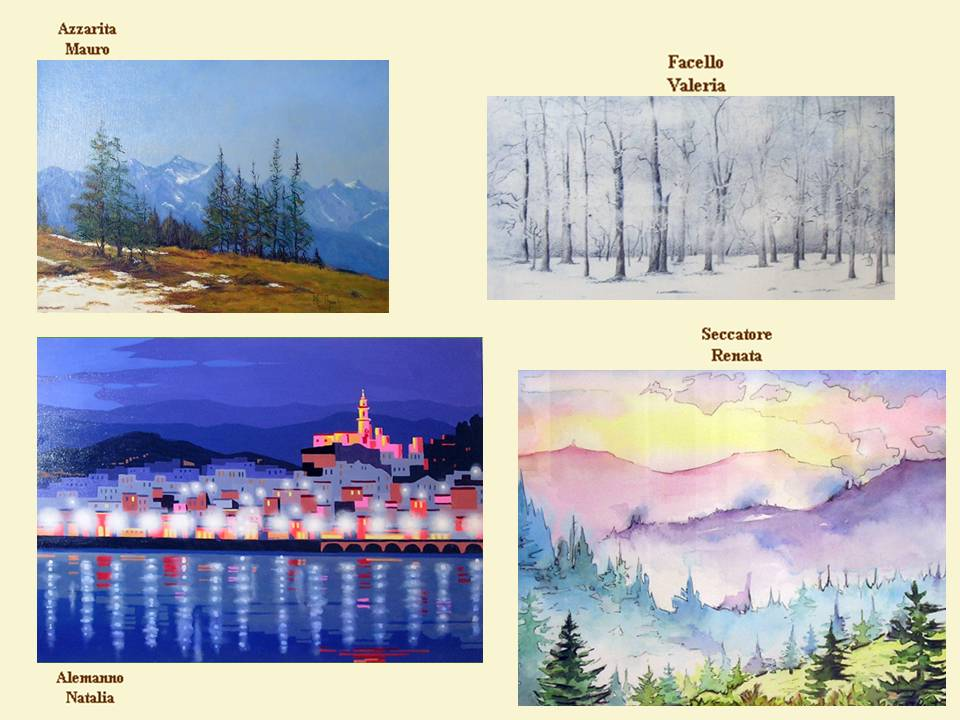 Azzarita
Mauro
Facello
Valeria
Seccatore
Renata
Alemanno
Natalia